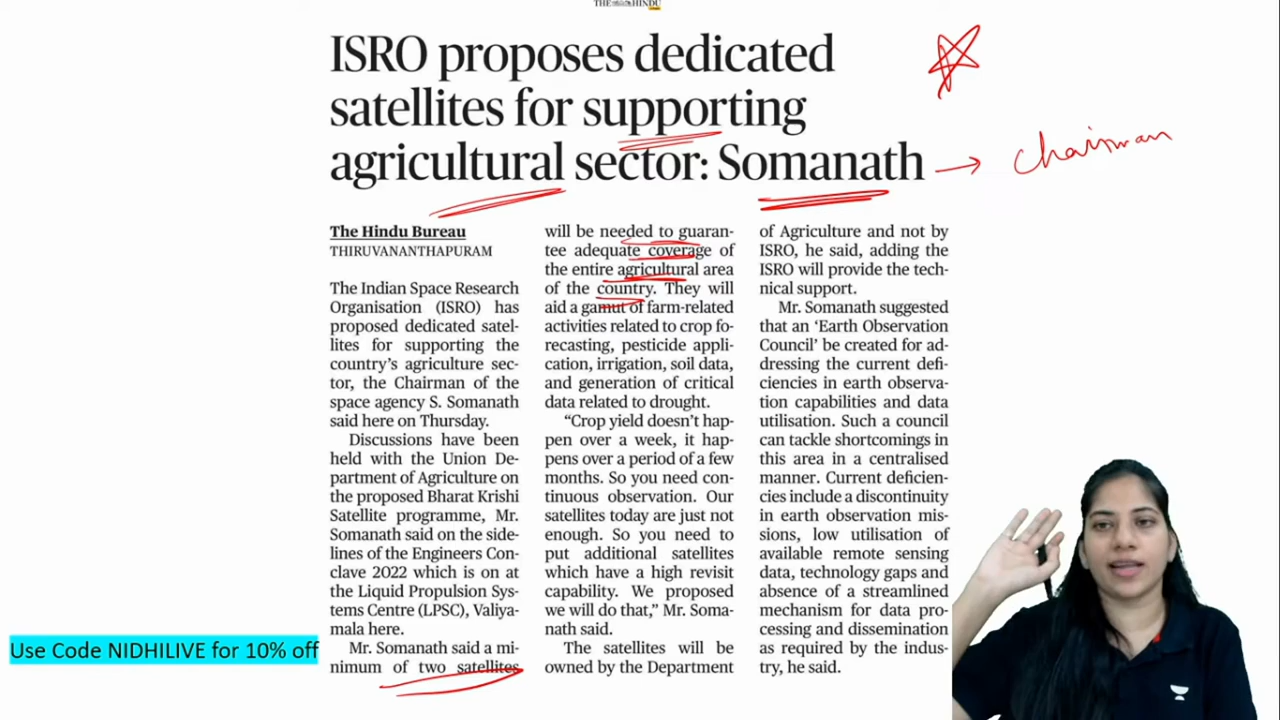 THE HINDU
ISRO proposes dedicated
satellites for supporting
agricultural sector: Somanath
chairman
The Hindu Bureau
THIRUVANANTHAPURAM
The Indian Space Research
Organisation (ISRO) has
proposed dedicated satel-
lites for supporting the
country's agriculture sec-
tor, the Chairman of the
space agency S. Somanath
said here on Thursday.
Discussions have been
held with the Union De-
partment of Agriculture on
the proposed Bharat Krishi
Satellite programme, Mr.
Somanath said on the side-
lines of the Engineers Con-
clave 2022 which is on at
the Liquid Propulsion Sys-
tems Centre (LPSC), Valiya-
mala here.
Mr. Somanath said a mi-
nimum of two satellites
will be needed to guaran-
tee adequate coverage of
the entire agricultural area
of the country. They will
aid a gamut of farm-related
activities related to crop fo-
recasting, pesticide appli-
cation, irrigation, soil data,
and generation of critical
data related to drought.
"Crop yield doesn't hap-
pen over a week, it hap-
pens over a period of a few
months. So you need con-
tinuous observation. Our
satellites today are just not
enough. So you need to
put additional satellites
which have a high revisit
capability. We proposed
we will do that," Mr. Soma-
nath said.
The satellites will be
owned by the Department
of Agriculture and not by
ISRO, he said, adding the
ISRO will provide the tech-
nical support.
Mr. Somanath suggested
that an 'Earth Observation
Council' be created for ad-
dressing the current defi-
ciencies in earth observa-
tion capabilities and data
utilisation. Such a council
can tackle shortcomings in
this area in a centralised
manner. Current deficien-
cies include a discontinuity
in earth observation mis-
sions, low utilisation of
available remote sensing
data, technology gaps and
absence of a streamlined
mechanism for data pro-
cessing and dissemination
as required by the indus-
try, he said.
Use Code NIDHILIVE for 10% off